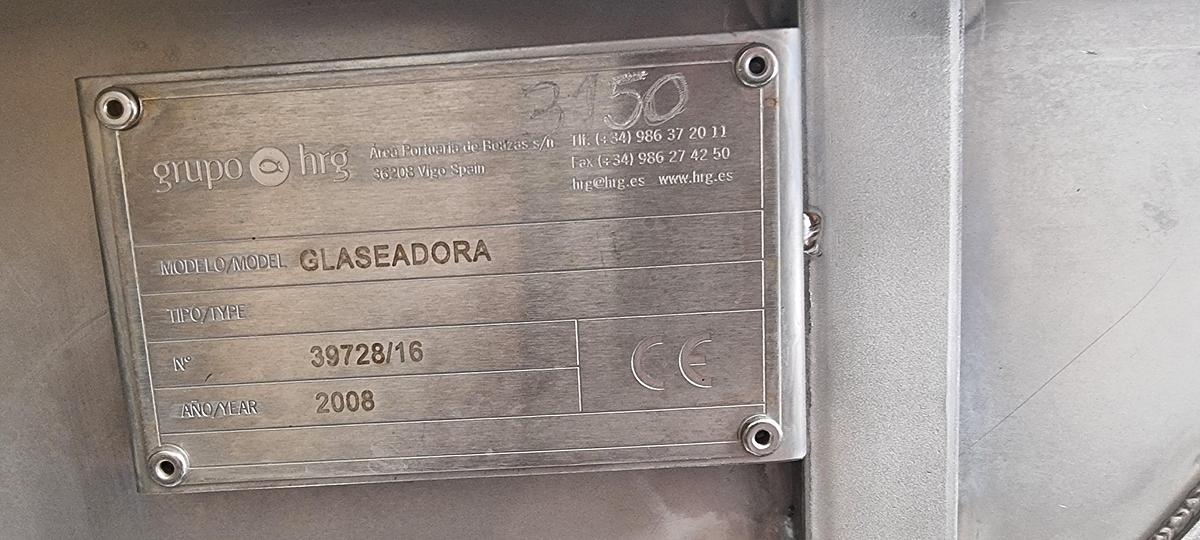 2150
grupo hrg
Área Portuaria de Bouzas s/n
36208 Vigo Spain
Tlf. (+34) 986 37 20 11
Fax (+34) 986 27 42 50
hrg@hrg.es www.hrg.es
MODELO/MODEL GLASEADORA
TIPO/TYPE
Nº 39728/16
AÑO/YEAR 2008
CE